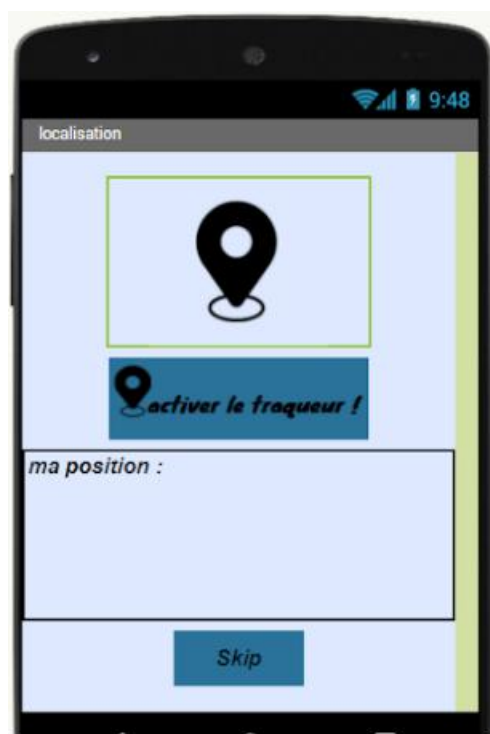 9:48
localisation
activer le traqueur !
ma position :
Skip